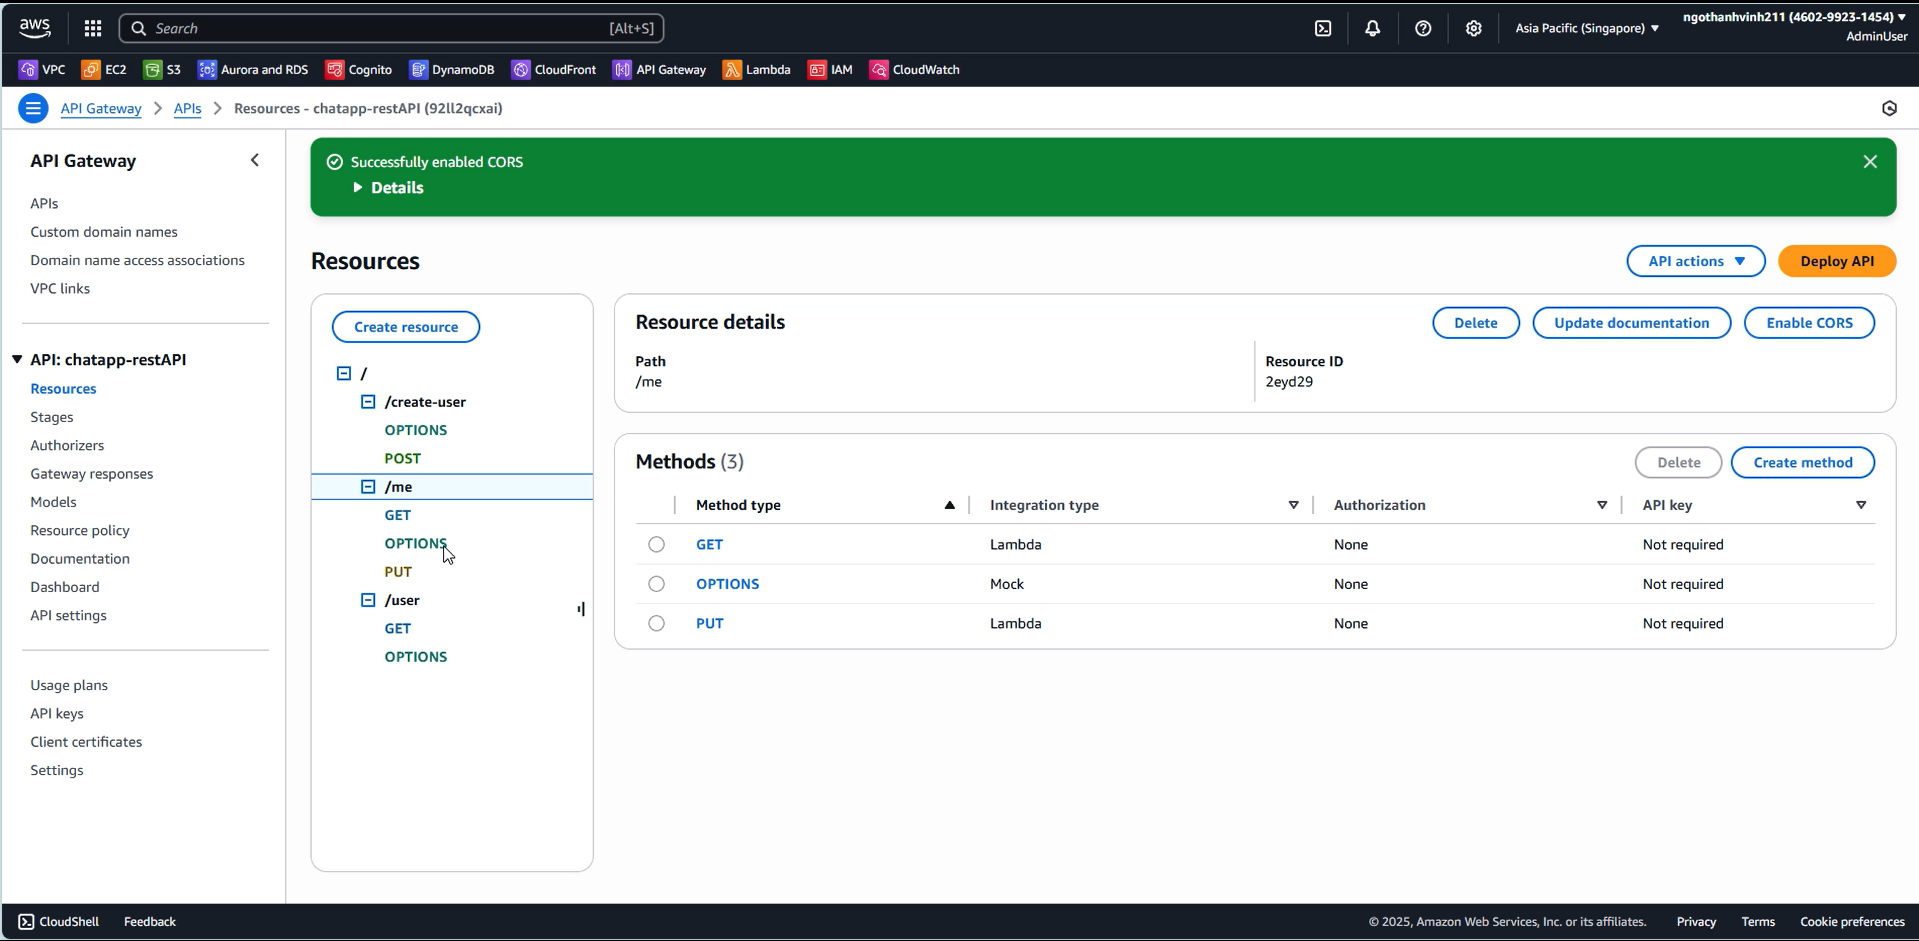 aws
Search [Alt+S]
Asia Pacific (Singapore)
ngothanhvinh211 (4602-9923-1454)
AdminUser
VPC EC2 S3 Aurora and RDS Cognito DynamoDB CloudFront API Gateway Lambda IAM CloudWatch
API Gateway > APIs > Resources - chatapp-restAPI (92ll2qcxai)
API Gateway
APIs
Custom domain names
Domain name access associations
VPC links
API: chatapp-restAPI
Resources
Stages
Authorizers
Gateway responses
Models
Resource policy
Documentation
Dashboard
API settings
Usage plans
API keys
Client certificates
Settings
Successfully enabled CORS
Details
Resources
API actions
Deploy API
Create resource
/
/create-user
OPTIONS
POST
/me
GET
OPTIONS
PUT
/user
GET
OPTIONS
Resource details
Delete
Update documentation
Enable CORS
Path
/me
Resource ID
2eyd29
Methods (3)
Delete
Create method
Method type Integration type Authorization API key
GET Lambda None Not required
OPTIONS Mock None Not required
PUT Lambda None Not required
CloudShell Feedback
© 2025, Amazon Web Services, Inc. or its affiliates. Privacy Terms Cookie preferences